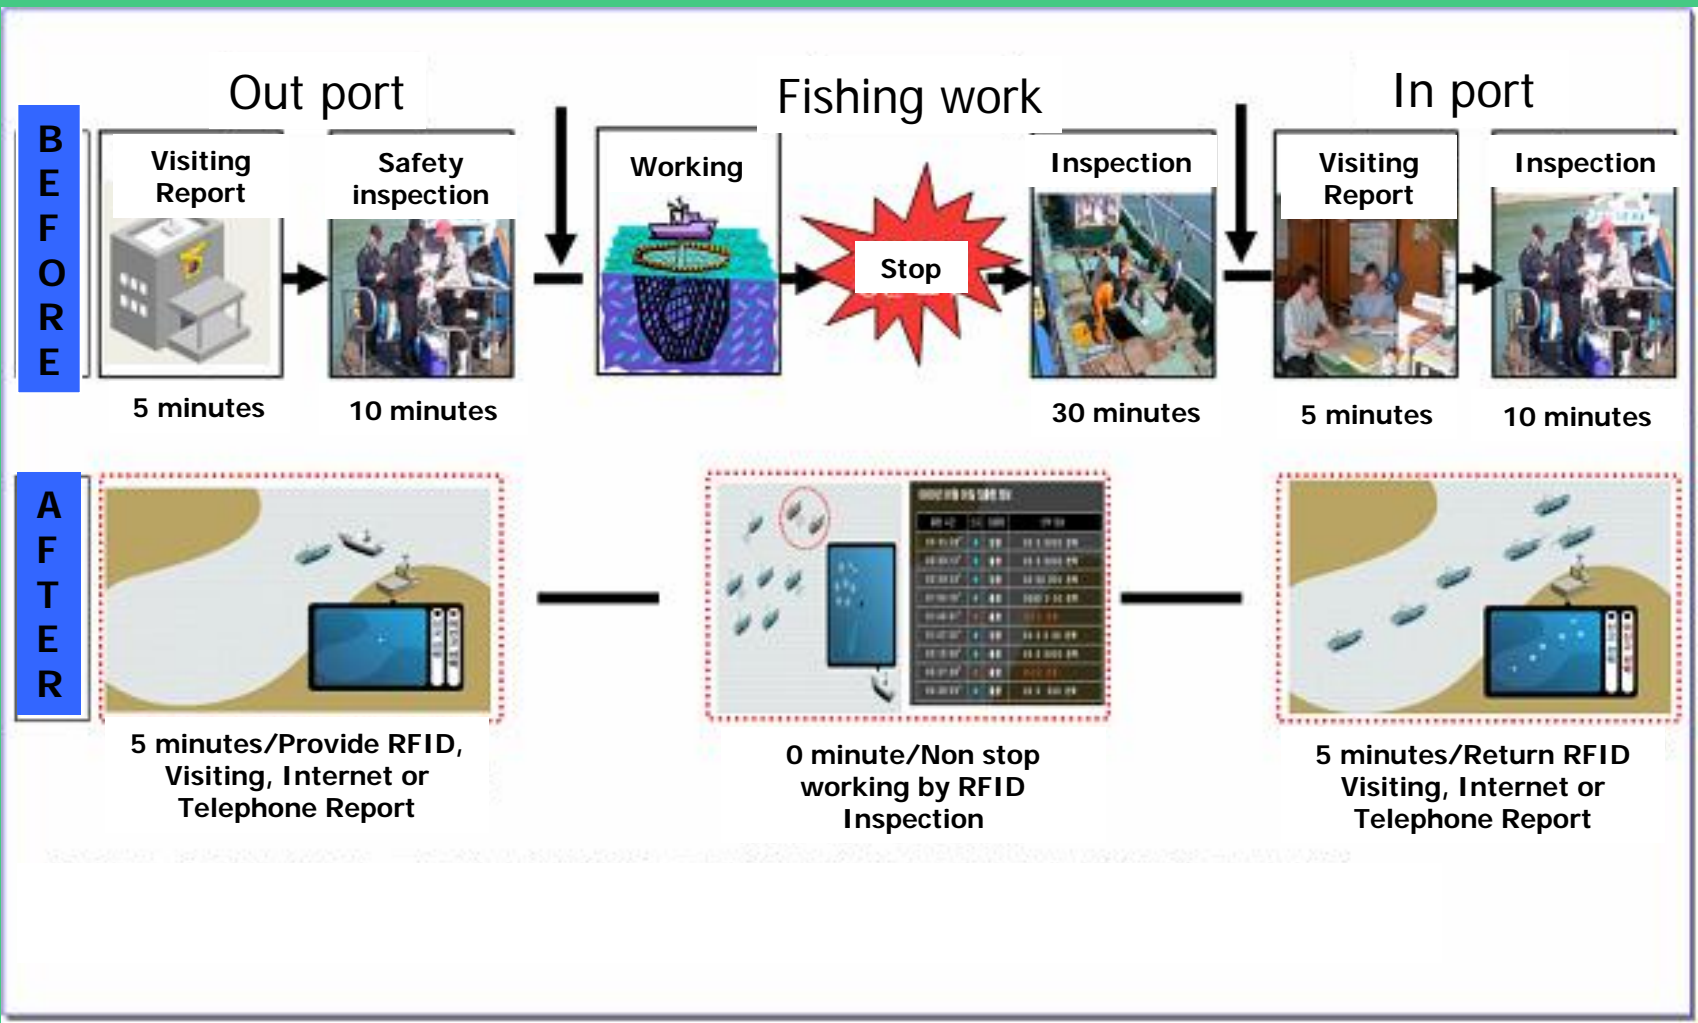 Out port
Fishing work
In port
BEFORE
Visiting
Report
Safety
inspection
Working
Stop
Inspection
Visiting
Report
Inspection
5 minutes
10 minutes
30 minutes
5 minutes
10 minutes
AFTER
5 minutes/Provide RFID,
Visiting, Internet or
Telephone Report
0 minute/Non stop
working by RFID
Inspection
5 minutes/Return RFID
Visiting, Internet or
Telephone Report